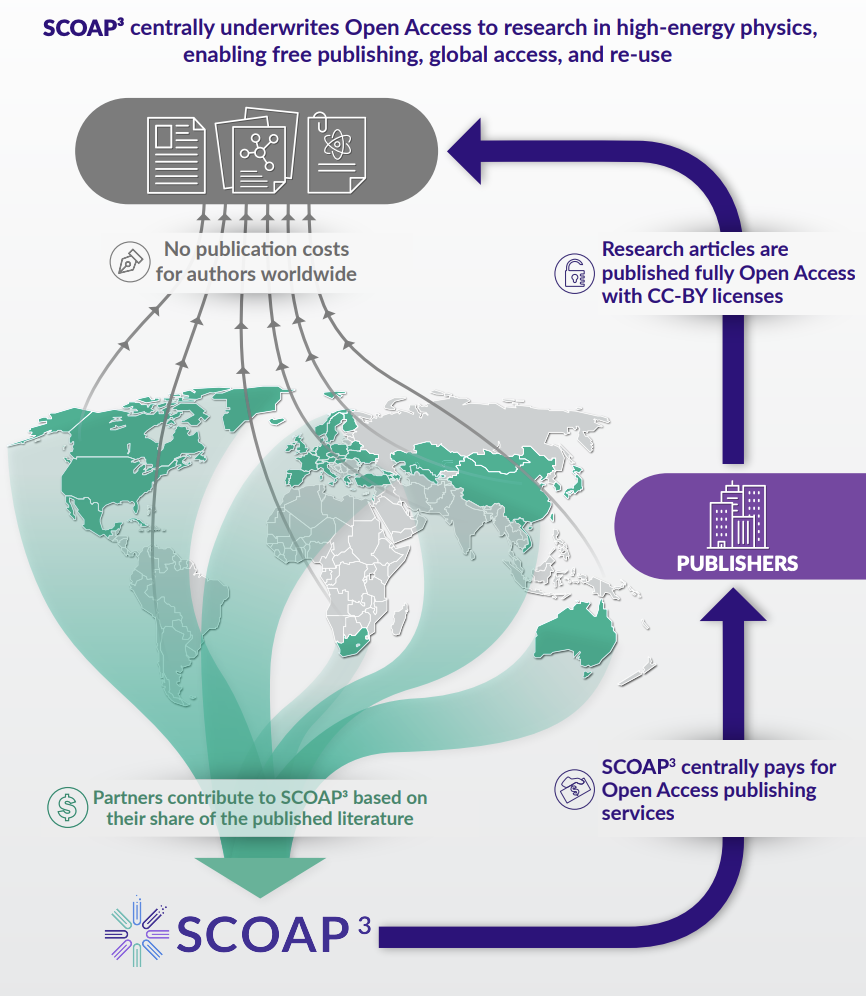 SCOAP³ centrally underwrites Open Access to research in high-energy physics,
enabling free publishing, global access, and re-use
No publication costs
for authors worldwide
Research articles are
published fully Open Access
with CC-BY licenses
PUBLISHERS
SCOAP³ centrally pays for
Open Access publishing
services
$
Partners contribute to SCOAP³ based on
their share of the published literature
SCOAP³